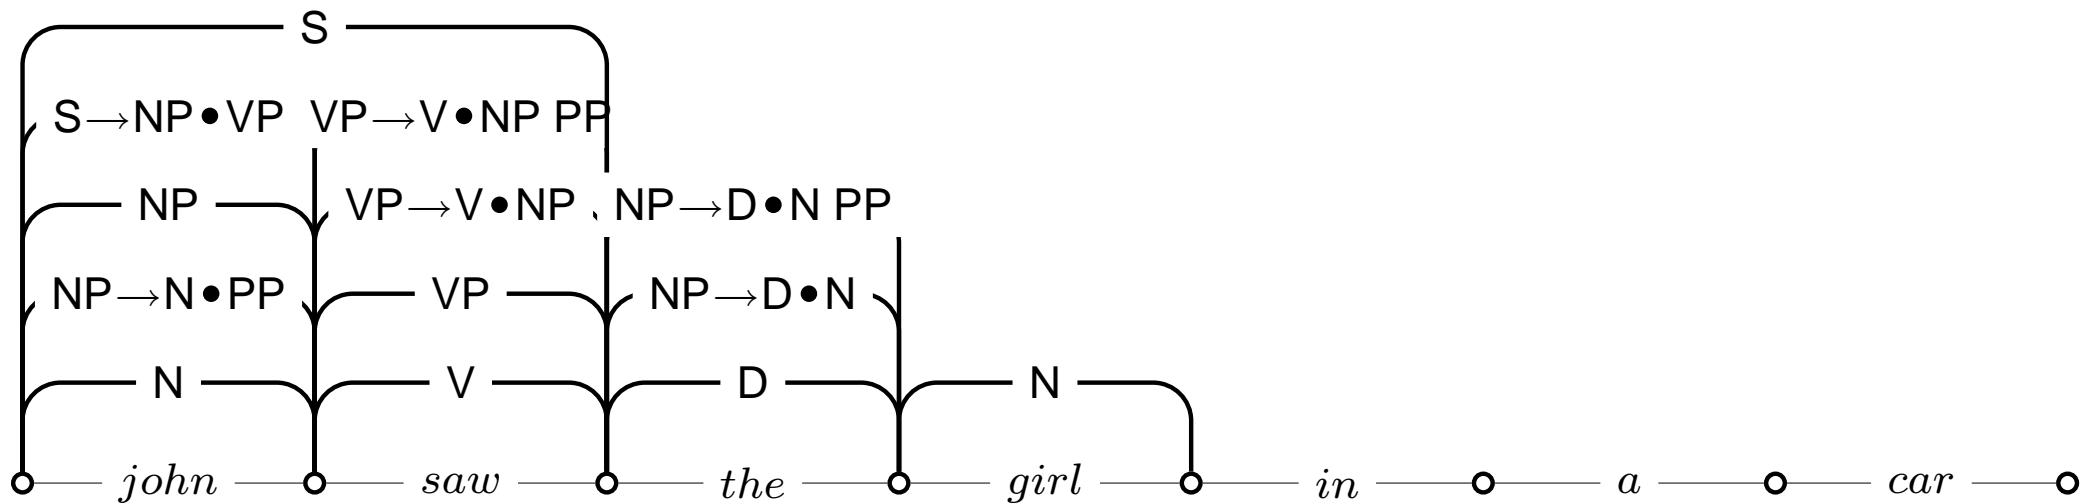 S
S→NP•VP VP→V•NP PP
NP VP→V•NP NP→D•N PP
NP→N•PP VP NP→D•N
N V D N
john saw the girl in a car